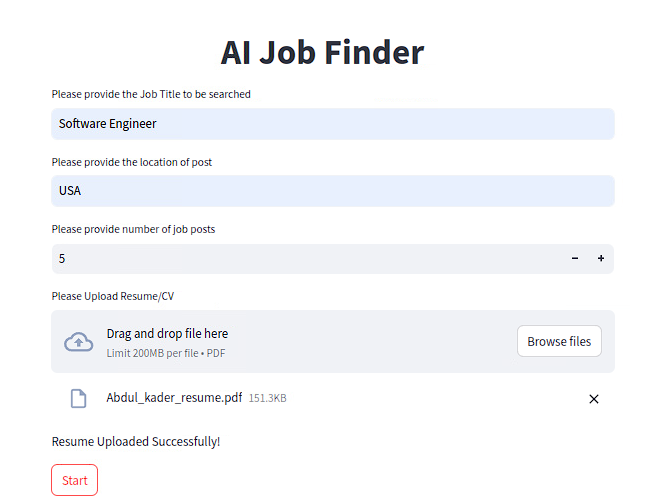 AI Job Finder
Please provide the Job Title to be searched
Software Engineer
Please provide the location of post
USA
Please provide number of job posts
5 − +
Please Upload Resume/CV
Drag and drop file here
Limit 200MB per file • PDF
Browse files
Abdul_kader_resume.pdf 151.3KB
Resume Uploaded Successfully!
Start